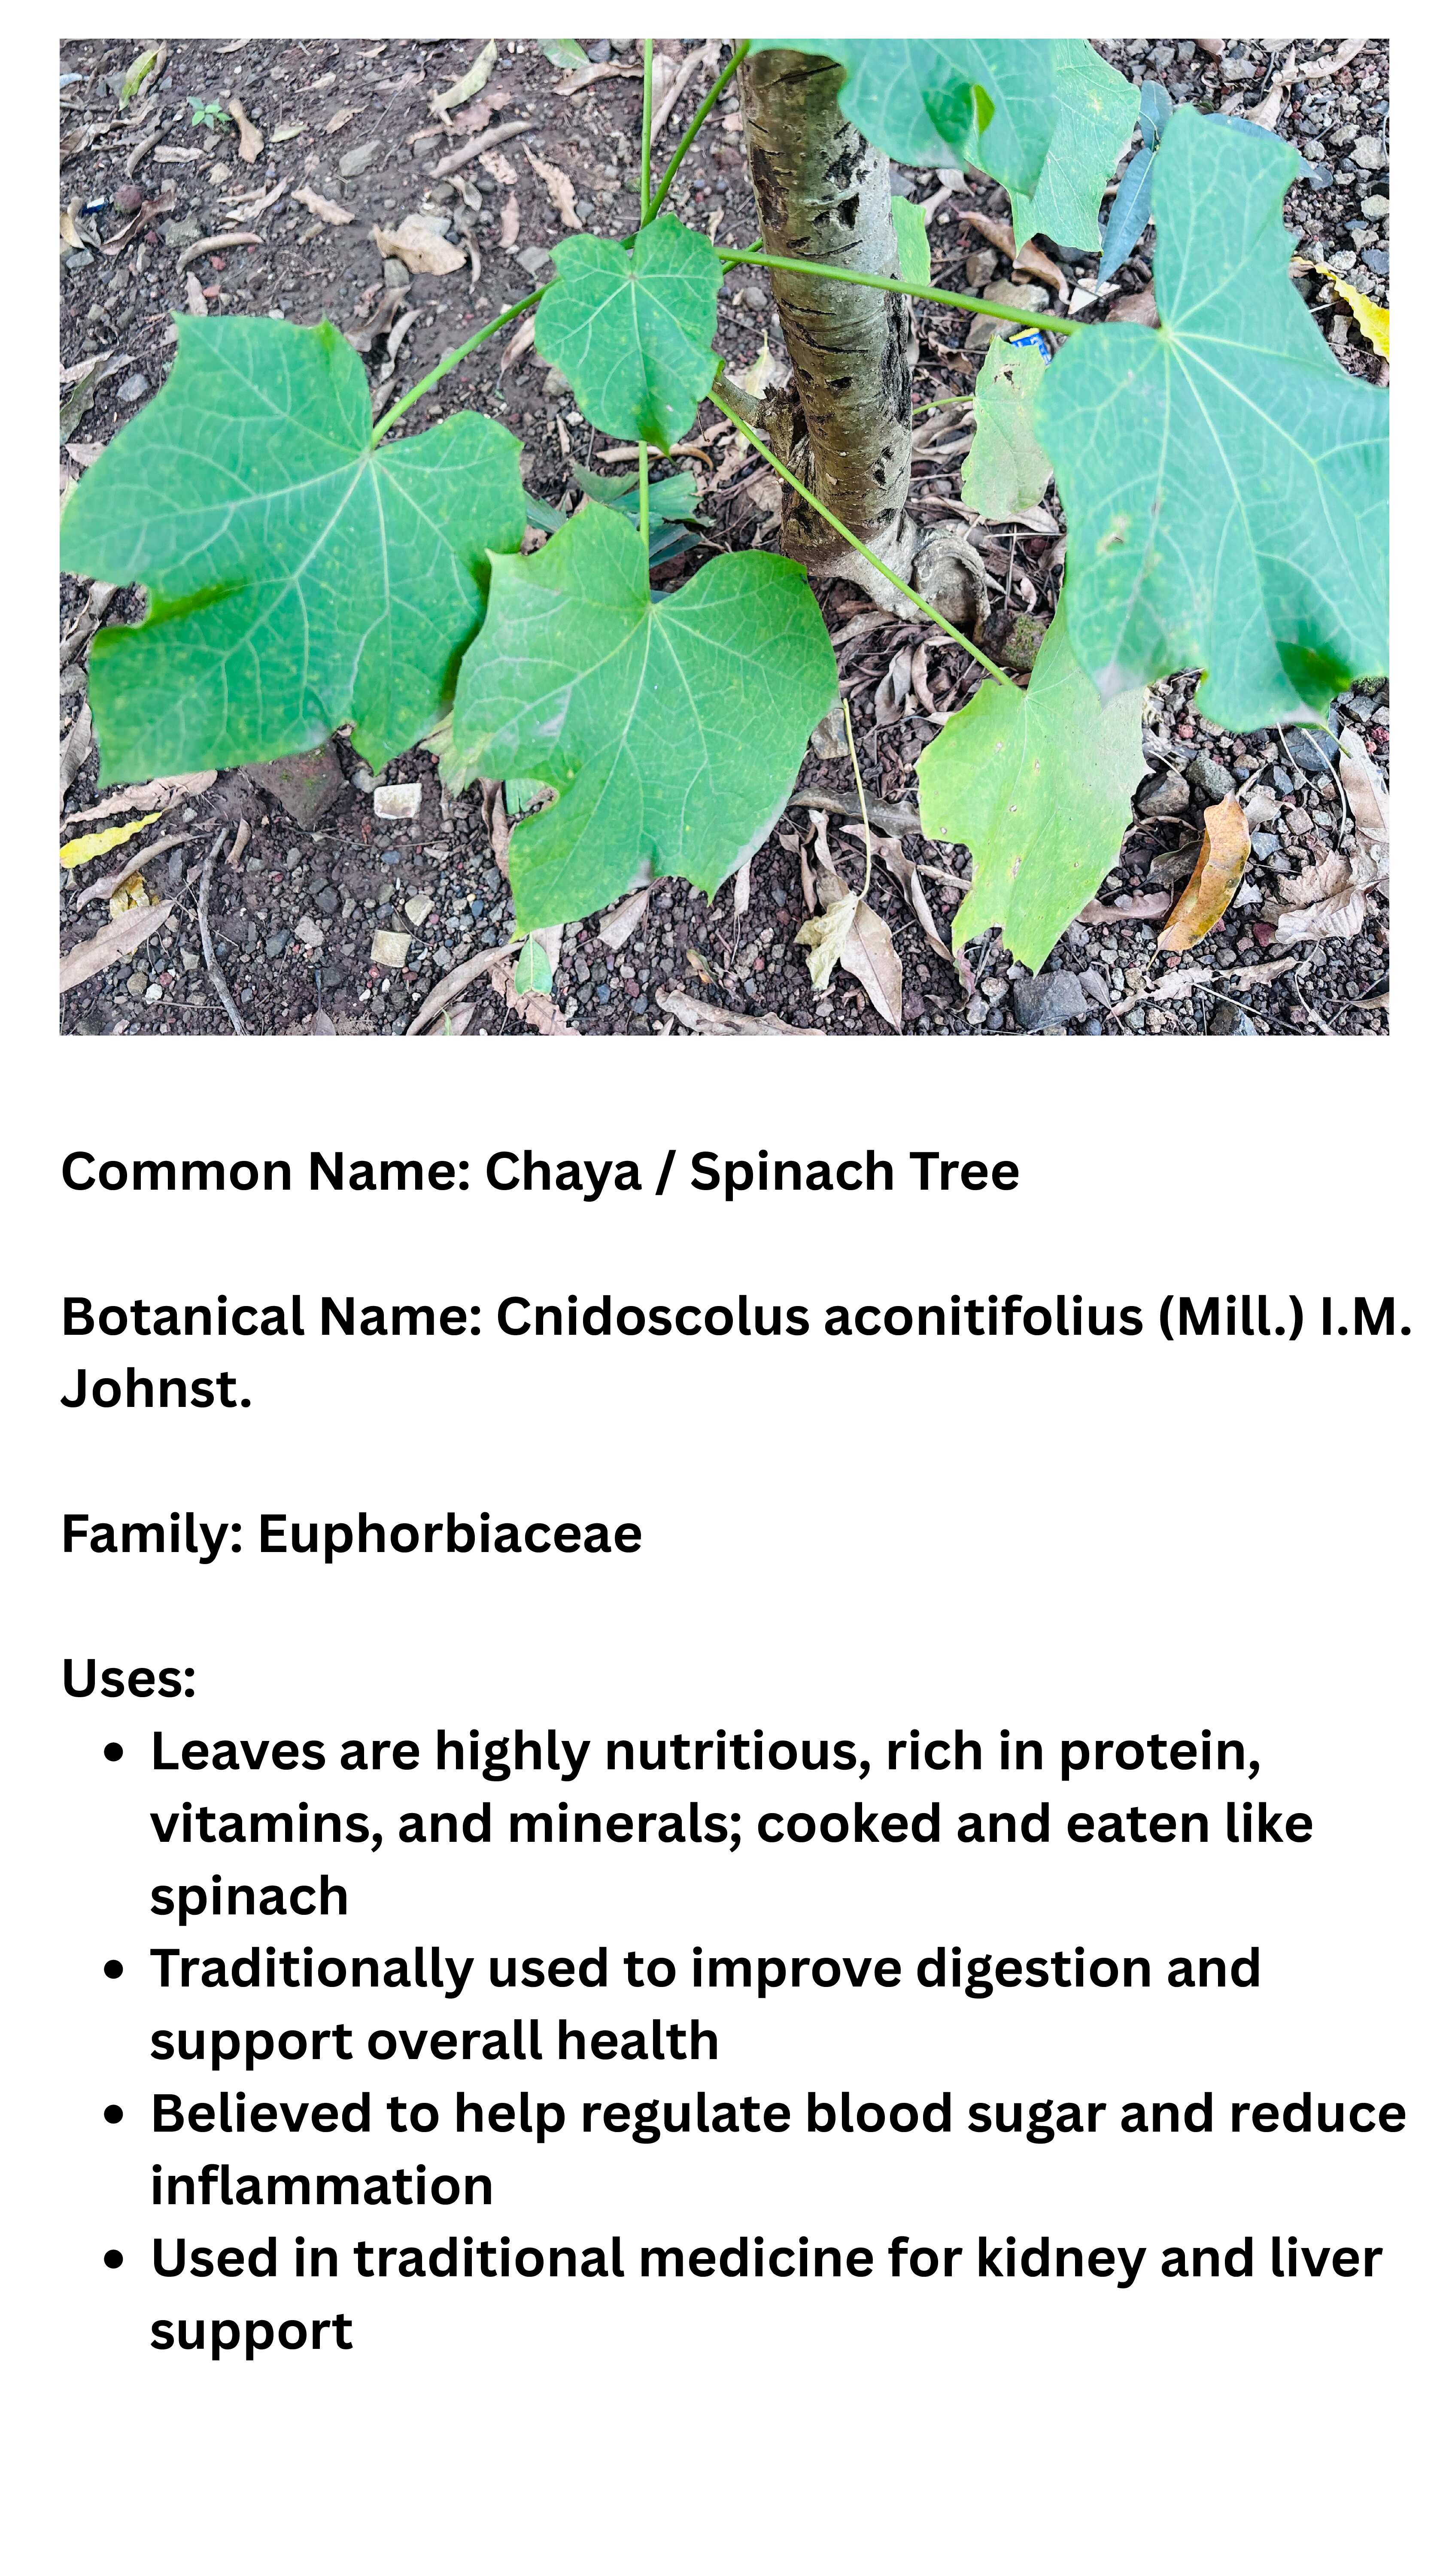 Common Name: Chaya / Spinach Tree
Botanical Name: Cnidoscolus aconitifolius (Mill.) I.M.
Johnst.
Family: Euphorbiaceae
Uses:
• Leaves are highly nutritious, rich in protein,
vitamins, and minerals; cooked and eaten like
spinach
• Traditionally used to improve digestion and
support overall health
• Believed to help regulate blood sugar and reduce
inflammation
• Used in traditional medicine for kidney and liver
support